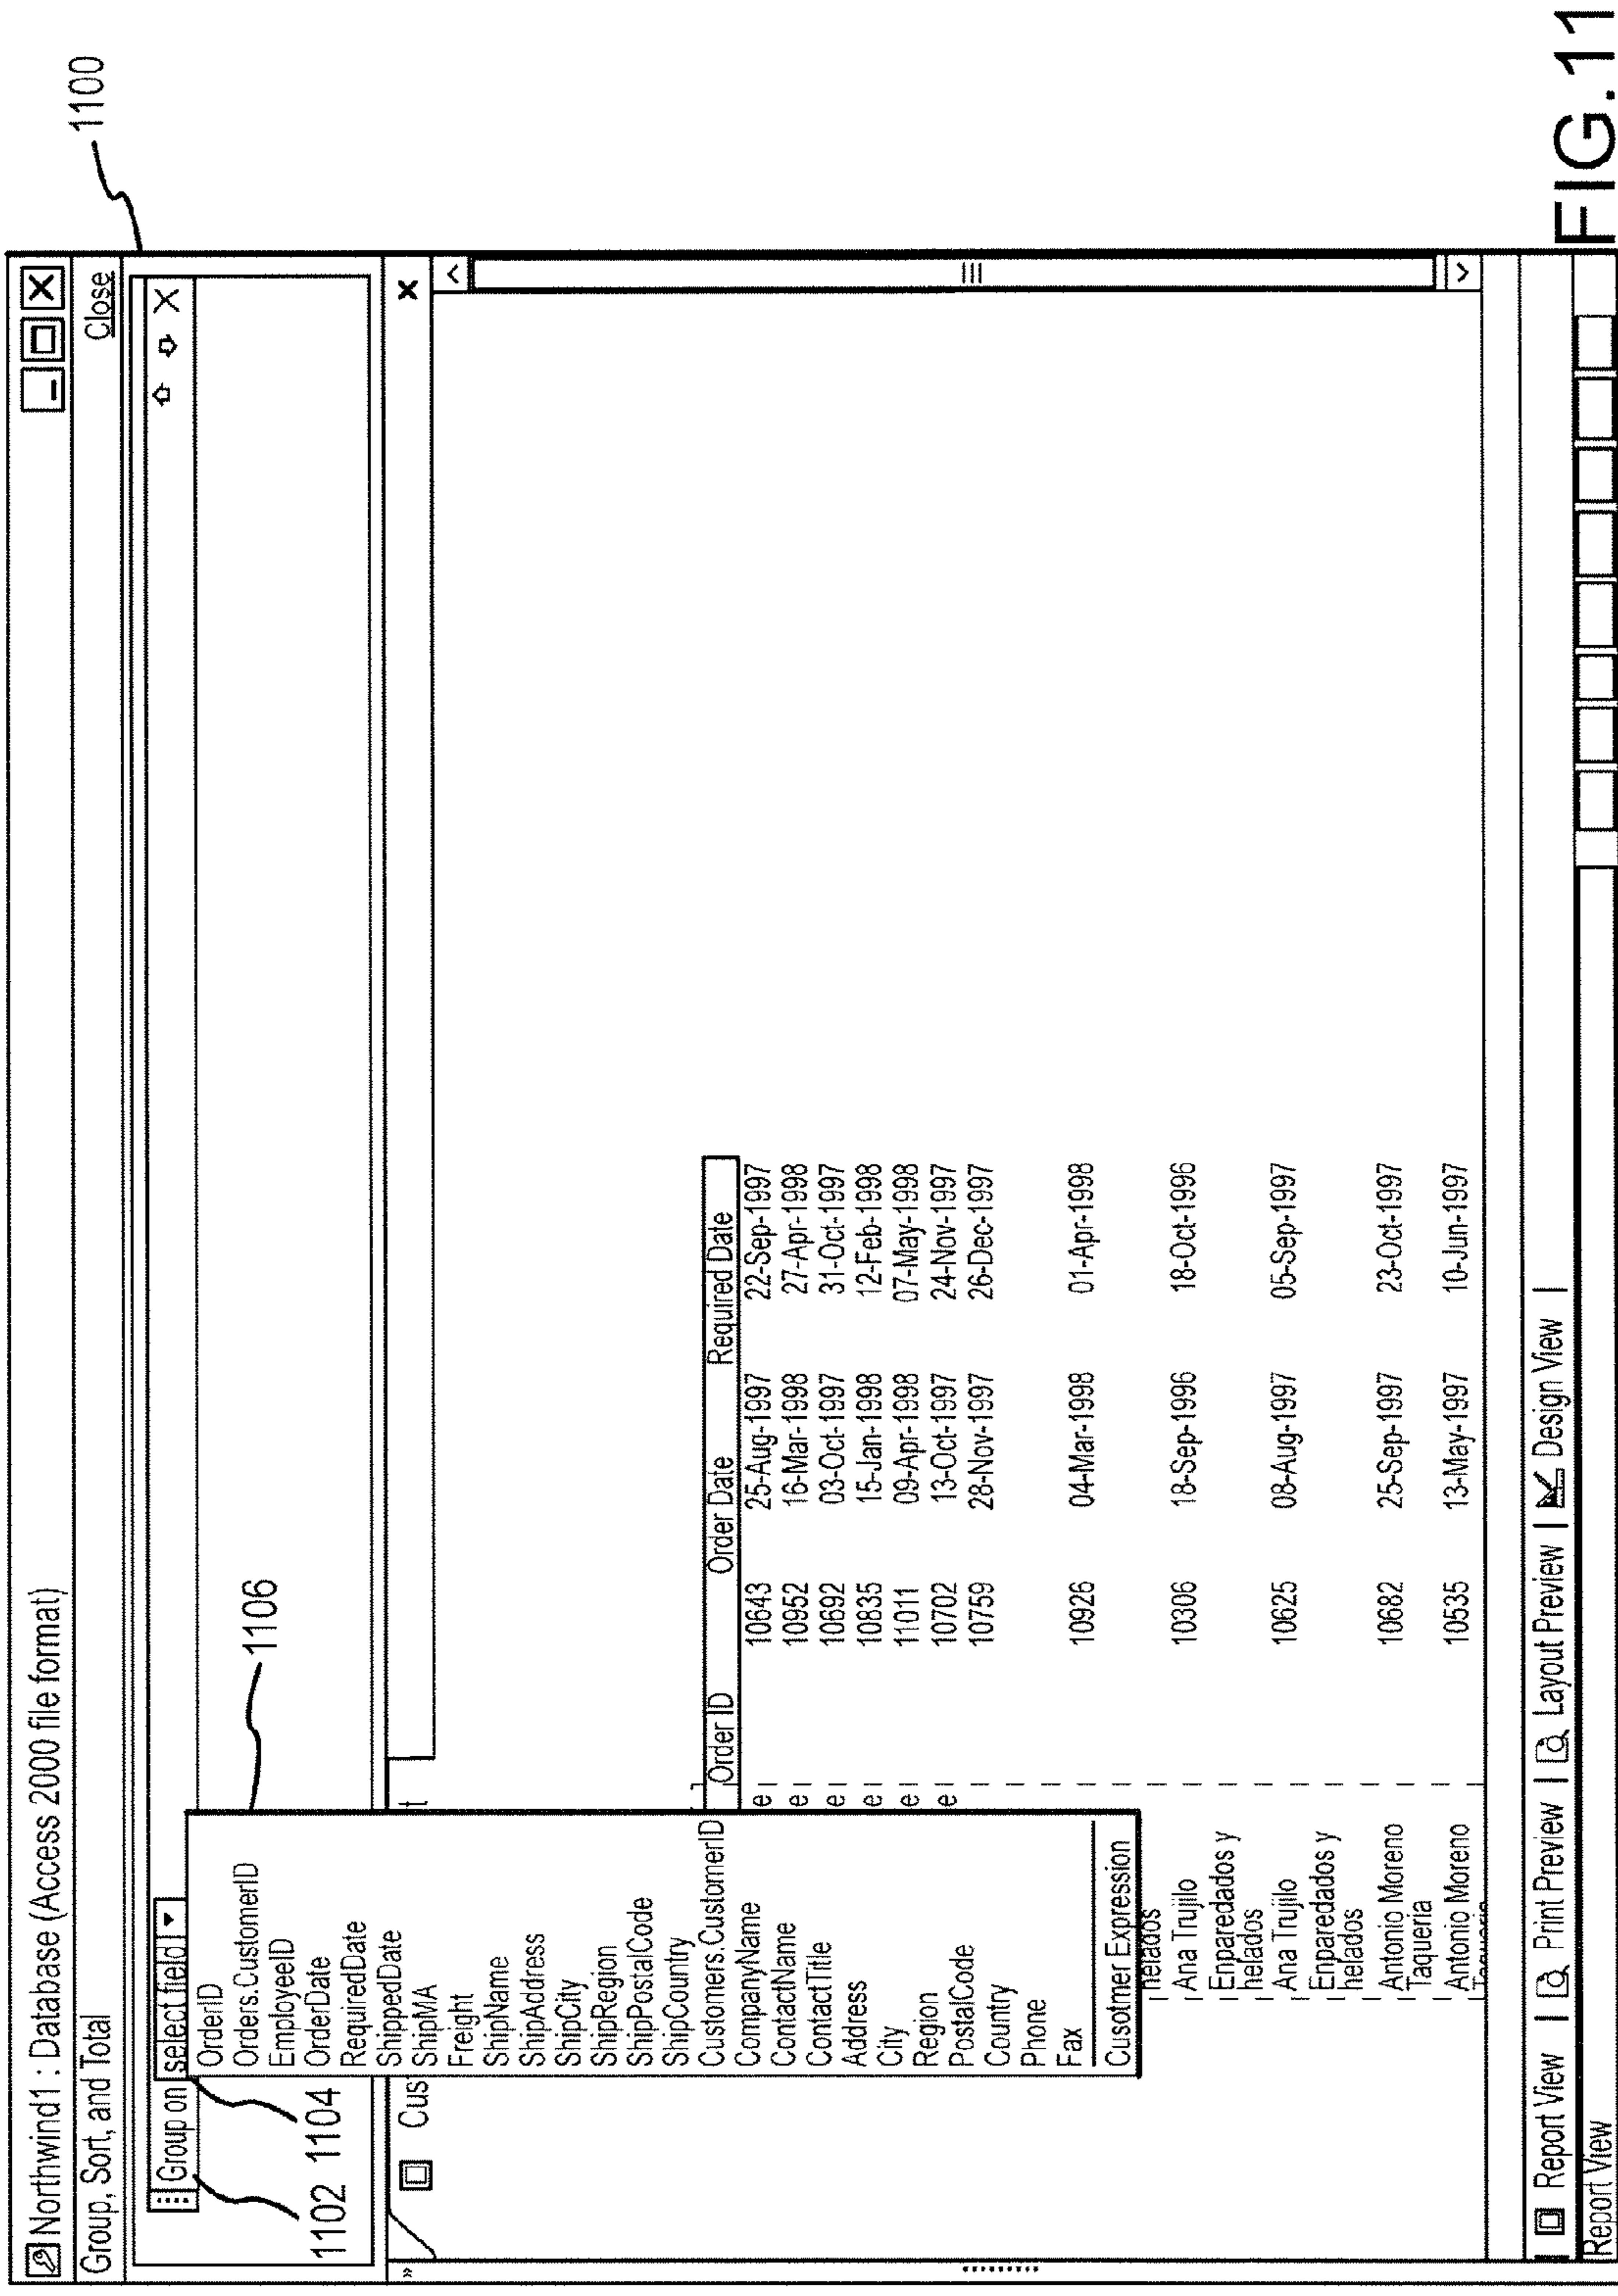 1100
Northwind1 : Database (Access 2000 file format)
Group, Sort, and Total
Close
Group on select field
1102
1104
1106
OrderID
Orders.CustomerID
EmployeeID
OrderDate
RequiredDate
ShippedDate
ShipMA
Freight
ShipName
ShipAddress
ShipCity
ShipRegion
ShipPostalCode
ShipCountry
Customers.CustomerID
CompanyName
ContactName
ContactTitle
Address
City
Region
PostalCode
Country
Phone
Fax
Cusotmer Expression
Cus
t
Order ID Order Date Required Date
e 10643 25-Aug-1997 22-Sep-1997
e 10952 16-Mar-1998 27-Apr-1998
e 10692 03-Oct-1997 31-Oct-1997
e 10835 15-Jan-1998 12-Feb-1998
e 11011 09-Apr-1998 07-May-1998
e 10702 13-Oct-1997 24-Nov-1997
10759 28-Nov-1997 26-Dec-1997
10926 04-Mar-1998 01-Apr-1998
helados
Ana Trujilo 10306 18-Sep-1996 18-Oct-1996
Enparedados y
helados
Ana Trujilo 10625 08-Aug-1997 05-Sep-1997
Enparedados y
helados
Antonio Moreno 10682 25-Sep-1997 23-Oct-1997
Taqueria
Antonio Moreno 10535 13-May-1997 10-Jun-1997
Report View | Print Preview | Layout Preview | Design View |
Report View
FIG.11